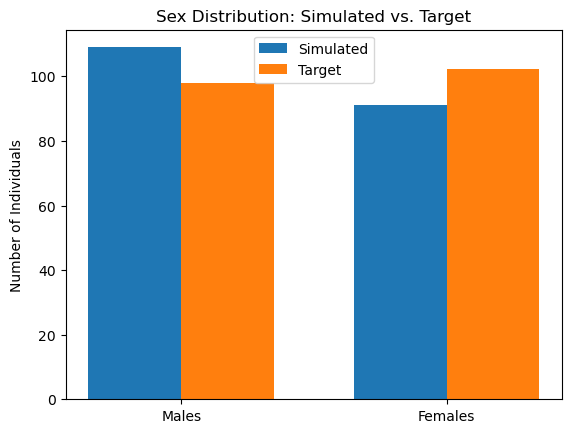 Sex Distribution: Simulated vs. Target
Simulated
Target
Number of Individuals
100
80
60
40
20
0
Males
Females